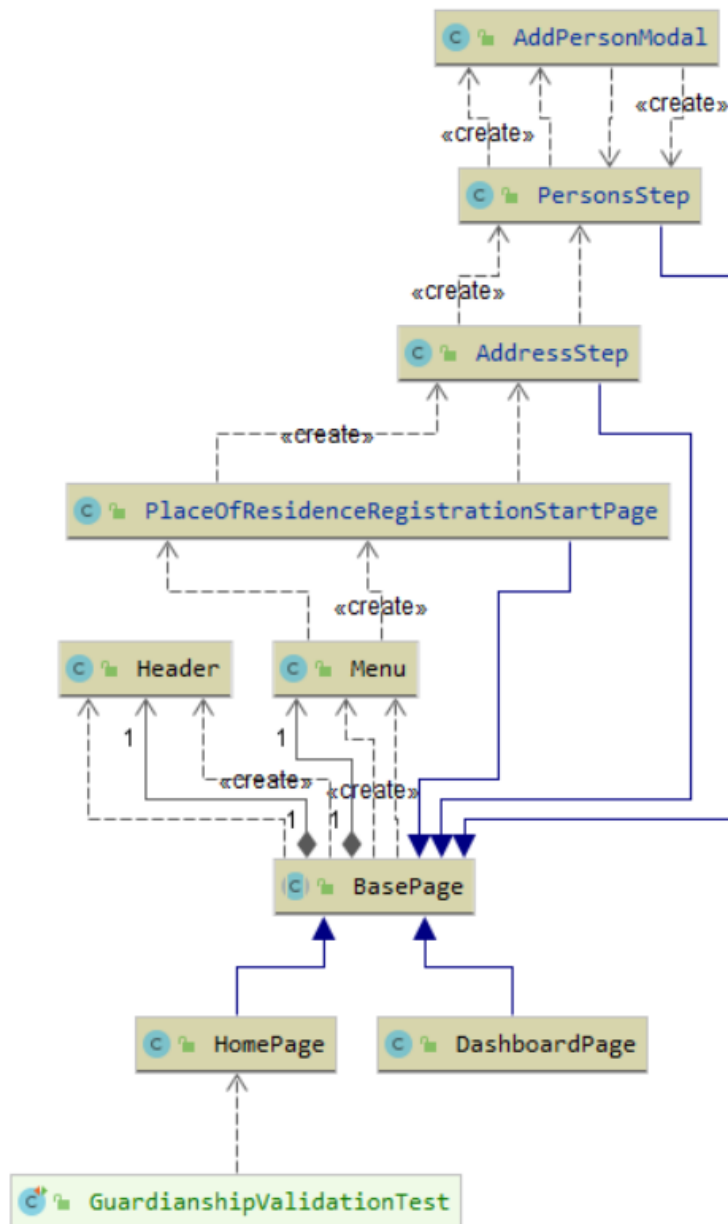 C AddPersonModal
«create»
«create»
C PersonsStep
«create»
C AddressStep
«create»
C PlaceOfResidenceRegistrationStartPage
«create»
C Header
C Menu
1
1
«create»
«create»
1
1
C BasePage
C HomePage
C DashboardPage
C GuardianshipValidationTest